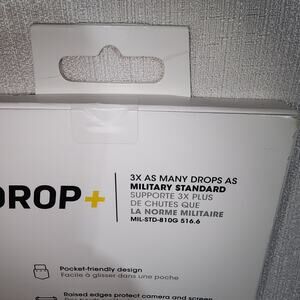 DROP+
3X AS MANY DROPS AS
MILITARY STANDARD
SUPPORTE 3X PLUS
DE CHUTES QUE
LA NORME MILITAIRE
MIL-STD-810G 516.6
Pocket-friendly design
Facile à glisser dans une poche
Raised edges protect camera and screen